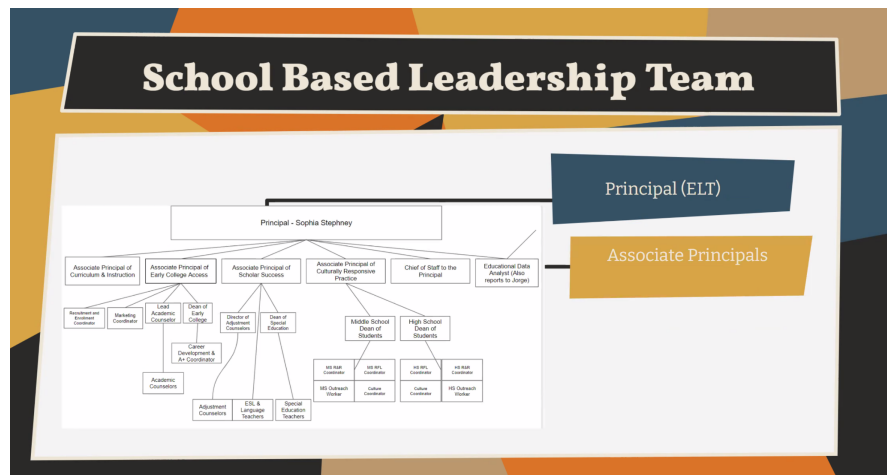 School Based Leadership Team
Principal (ELT)
Associate Principals
Principal - Sophia Stephney
Associate Principal of
Curriculum & Instruction
Associate Principal of
Early College Access
Associate Principal of
Scholar Success
Associate Principal of
Culturally Responsive
Practice
Chief of Staff to the
Principal
Educational Data
Analyst (Also
reports to Jorge)
Recruitment and
Enrollment
Coordinator
Marketing
Coordinator
Lead
Academic
Counselor
Dean of
Early
College
Director of
Adjustment
Counselors
Dean of
Special
Education
Middle School
Dean of
Students
High School
Dean of
Students
Career
Development &
A+ Coordinator
Academic
Counselors
Adjustment
Counselors
ESL &
Language
Teachers
Special
Education
Teachers
MS R&R
Coordinator
MS RFL
Coordinator
HS RFL
Coordinator
HS R&R
Coordinator
MS Outreach
Worker
Culture
Coordinator
Culture
Coordinator
HS Outreach
Worker